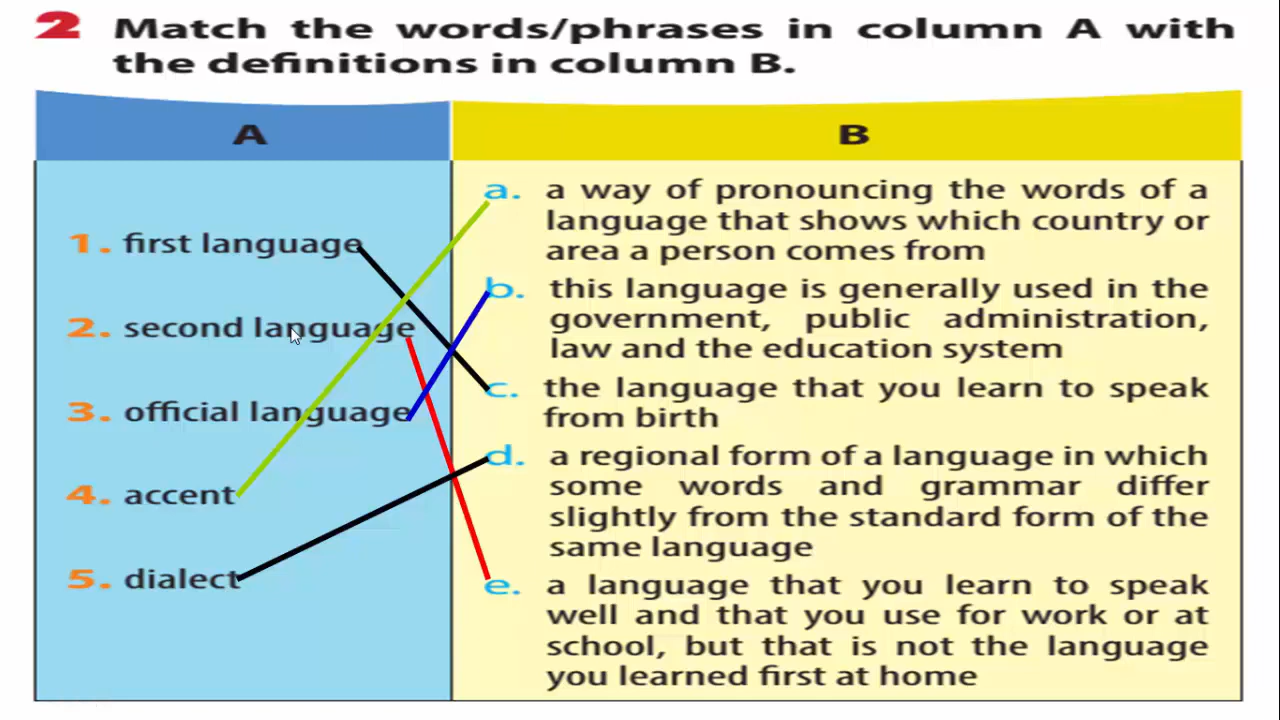 2 Match the words/phrases in column A with
the definitions in column B.
A
B
1. first language
2. second language
3. official language
4. accent
5. dialect
a. a way of pronouncing the words of a
language that shows which country or
area a person comes from
b. this language is generally used in the
government, public administration,
law and the education system
c. the language that you learn to speak
from birth
d. a regional form of a language in which
some words and grammar differ
slightly from the standard form of the
same language
e. a language that you learn to speak
well and that you use for work or at
school, but that is not the language
you learned first at home